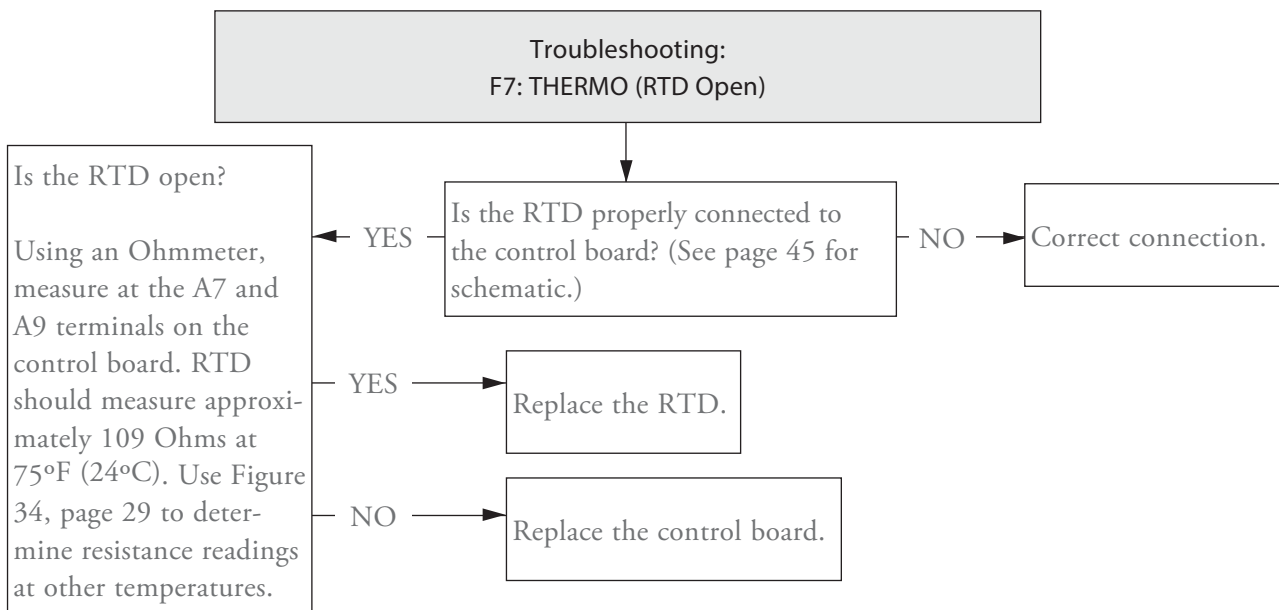 Troubleshooting:
F7: THERMO (RTD Open)
Is the RTD properly connected to
the control board? (See page 45 for
schematic.)
NO
Correct connection.
YES
Is the RTD open?
Using an Ohmmeter,
measure at the A7 and
A9 terminals on the
control board. RTD
should measure approxi-
mately 109 Ohms at
75ºF (24ºC). Use Figure
34, page 29 to deter-
mine resistance readings
at other temperatures.
YES
Replace the RTD.
NO
Replace the control board.